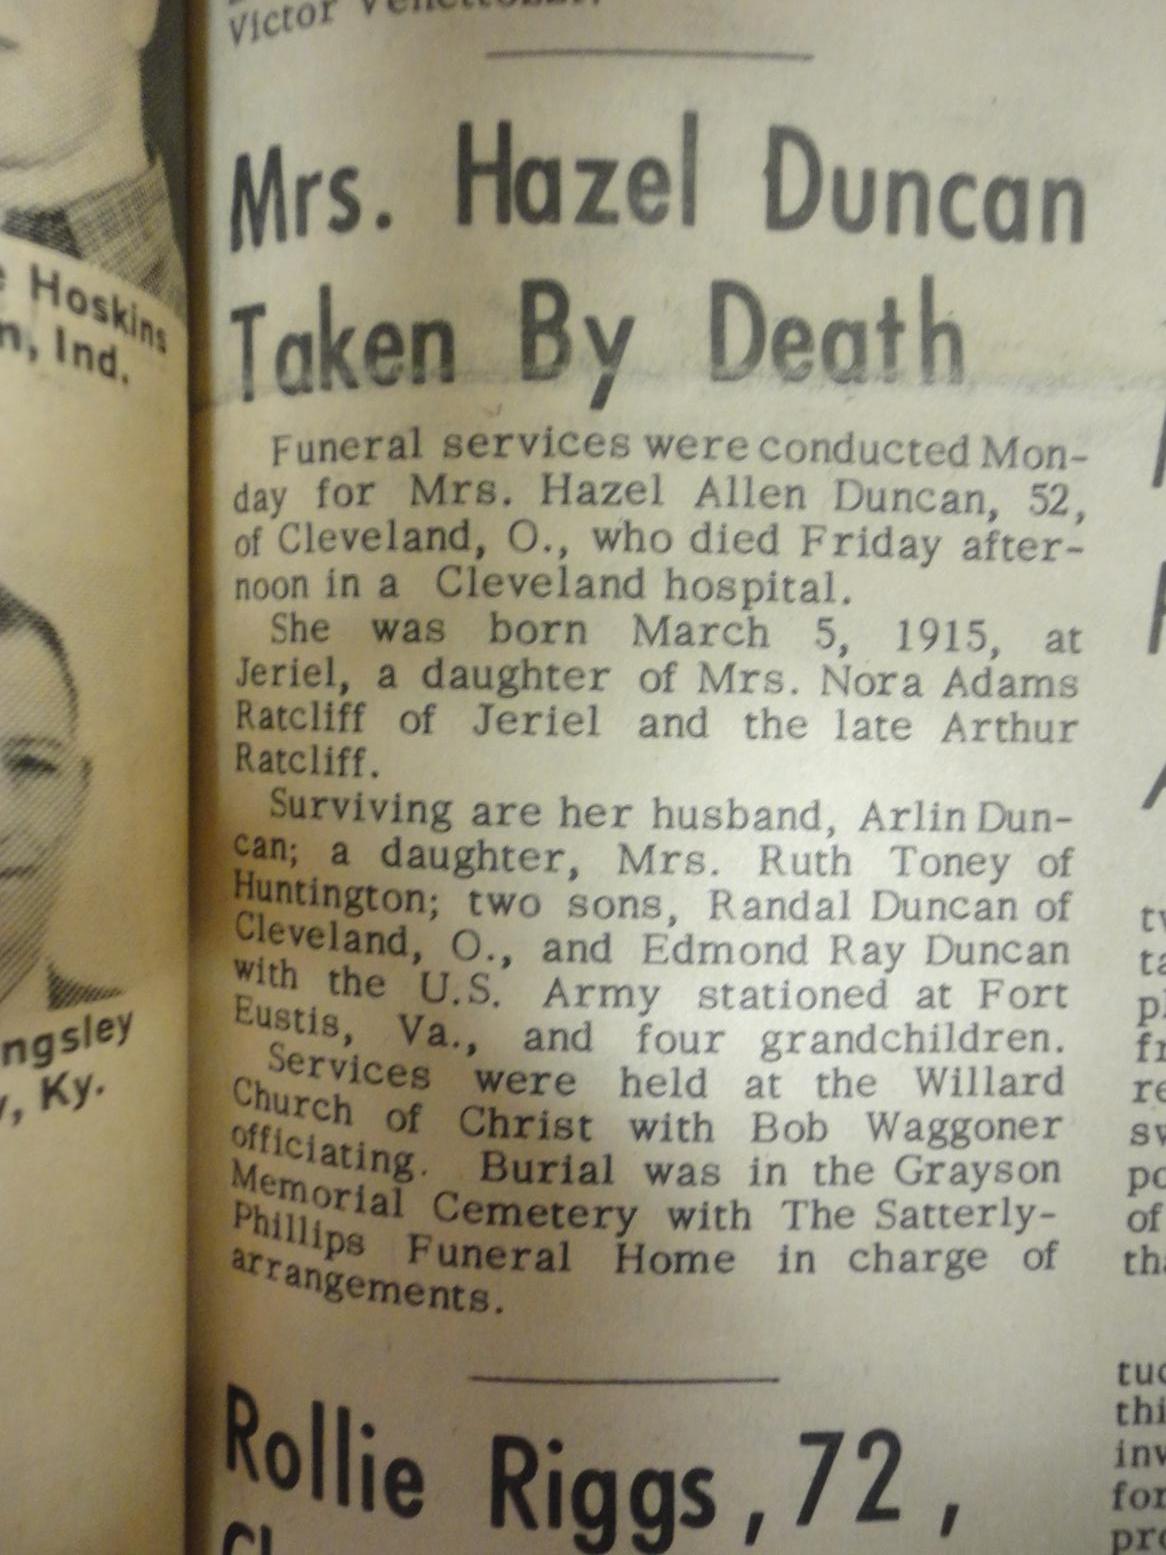 Victor
Mrs. Hazel Duncan
Taken By Death
Funeral services were conducted Mon-
day for Mrs. Hazel Allen Duncan, 52,
of Cleveland, O., who died Friday after-
noon in a Cleveland hospital.
She was born March 5, 1915, at
Jeriel, a daughter of Mrs. Nora Adams
Ratcliff of Jeriel and the late Arthur
Ratcliff.
Surviving are her husband, Arlin Dun-
can; a daughter, Mrs. Ruth Toney of
Huntington; two sons, Randal Duncan of
Cleveland, O., and Edmond Ray Duncan
with the U.S. Army stationed at Fort
Eustis, Va., and four grandchildren.
Services were held at the Willard
Church of Christ with Bob Waggoner
officiating. Burial was in the Grayson
Memorial Cemetery with The Satterly-
Phillips Funeral Home in charge of
arrangements.
Rollie Riggs, 72,
Hoskins
n, Ind.
ngsley
y, Ky.